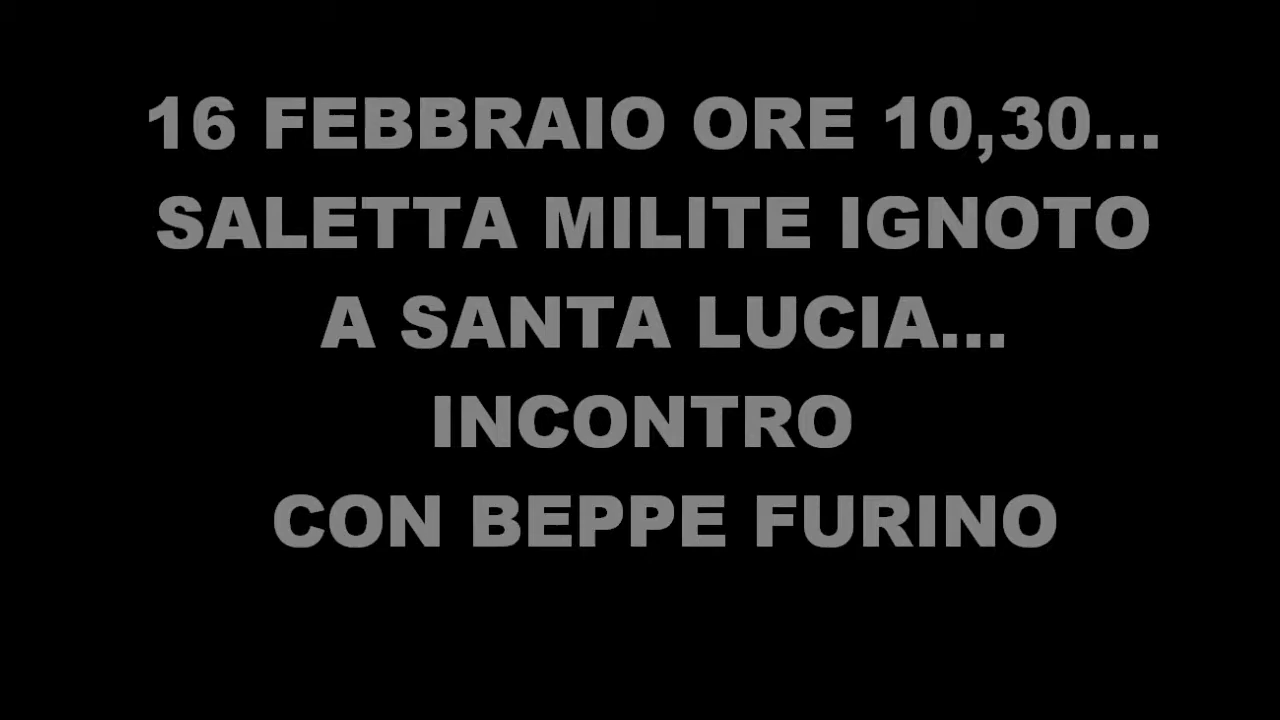 16 FEBBRAIO ORE 10,30...
SALETTA MILITE IGNOTO
A SANTA LUCIA...
INCONTRO
CON BEPPE FURINO